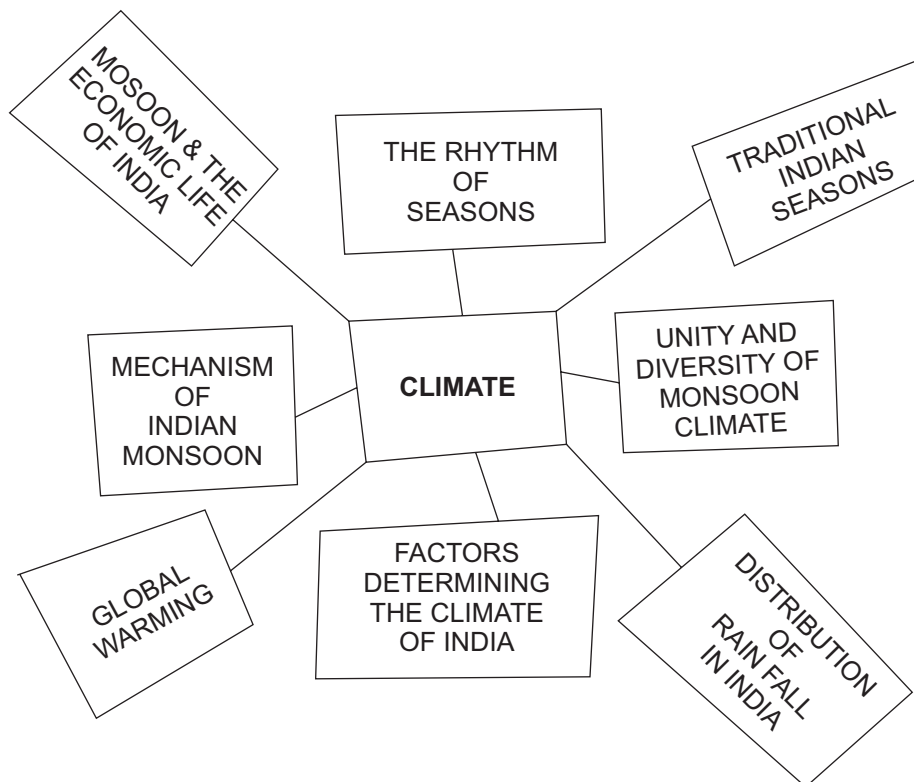 MOSOON & THE
ECONOMIC LIFE
OF INDIA
THE RHYTHM
OF
SEASONS
TRADITIONAL
INDIAN
SEASONS
MECHANISM
OF
INDIAN
MONSOON
CLIMATE
UNITY AND
DIVERSITY OF
MONSOON
CLIMATE
GLOBAL
WARMING
FACTORS
DETERMINING
THE CLIMATE
OF INDIA
DISTRIBUTION
OF
RAIN FALL
IN INDIA